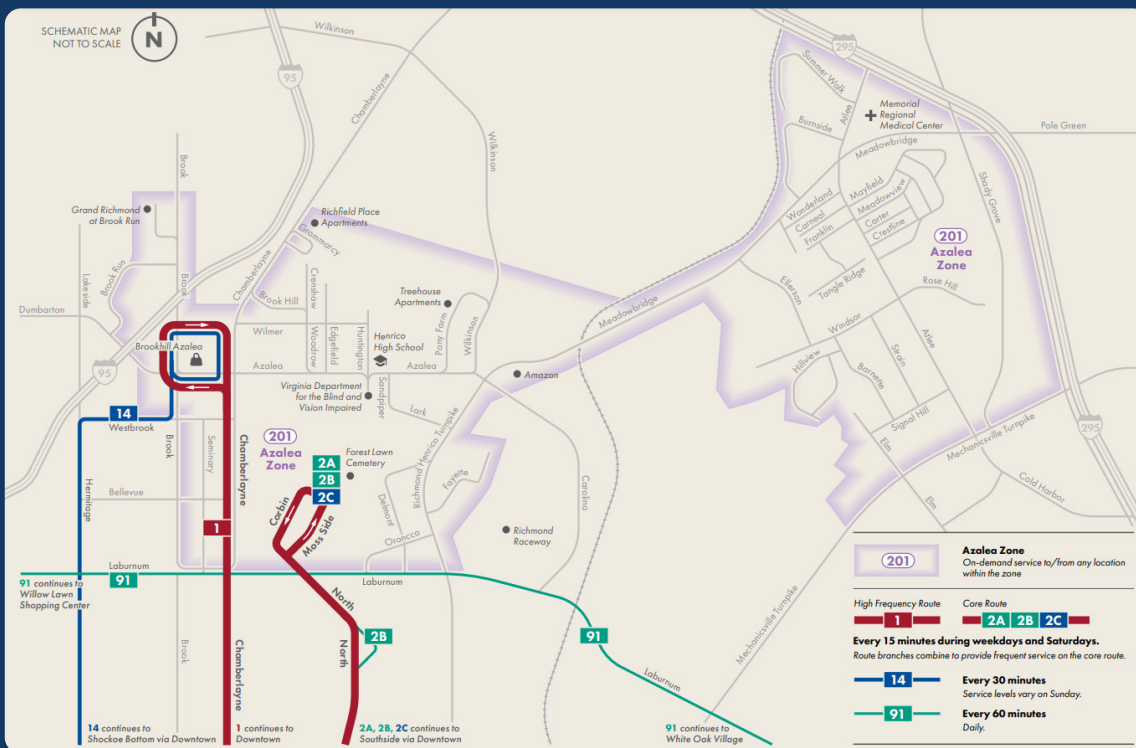 SCHEMATIC MAP
NOT TO SCALE
N
Wilkinson
95
Chamberlayne
Wilkinson
295
Summer Walk
Atlee
Memorial
Regional
Medical Center
Burnside
Pole Green
Meadowbridge
Brook
Shady Grove
Wonderland
Carneal
Franklin
Mayfield
Meadowview
Carter
Crestline
Grand Richmond
at Brook Run
Richfield Place
Apartments
Grammarcy
201
Azalea
Zone
Lakeside
Brook Run
Brook
Chamberlayne
Brook Hill
Crenshaw
Treehouse
Apartments
Ellerson
Tangle Ridge
Rose Hill
Dumbarton
Meadowbridge
Wilmer
Woodrow
Edgefield
Huntington
Henrico
High School
Pony Farm
Wilkinson
Windsor
Atlee
Brookhill Azalea
95
Azalea
Azalea
Amazon
Hillview
Barnette
Strain
Virginia Department
for the Blind and
Vision Impaired
Sandpiper
Lark
Signal Hill
295
14
Westbrook
Brook
Seminary
Chamberlayne
201
Azalea
Zone
Forest Lawn
Cemetery
2A
2B
2C
Richmond Henrico Turnpike
Fayette
Elm
Mechanicsville Turnpike
Hermitage
Bellevue
Corbin
Moss Side
Delmont
Carolina
Elm
Cold Harbor
1
Oronoco
Richmond
Raceway
Laburnum
91
Laburnum
91 continues to
Willow Lawn
Shopping Center
North
2B
North
91
Laburnum
Mechanicsville Turnpike
Brook
Chamberlayne
14 continues to
Shockoe Bottom via Downtown
1 continues to
Downtown
2A, 2B, 2C continues to
Southside via Downtown
91 continues to
White Oak Village
201
Azalea Zone
On-demand service to/from any location
within the zone
High Frequency Route
Core Route
1
2A 2B 2C
Every 15 minutes during weekdays and Saturdays.
Route branches combine to provide frequent service on the core route.
14
Every 30 minutes
Service levels vary on Sunday.
91
Every 60 minutes
Daily.